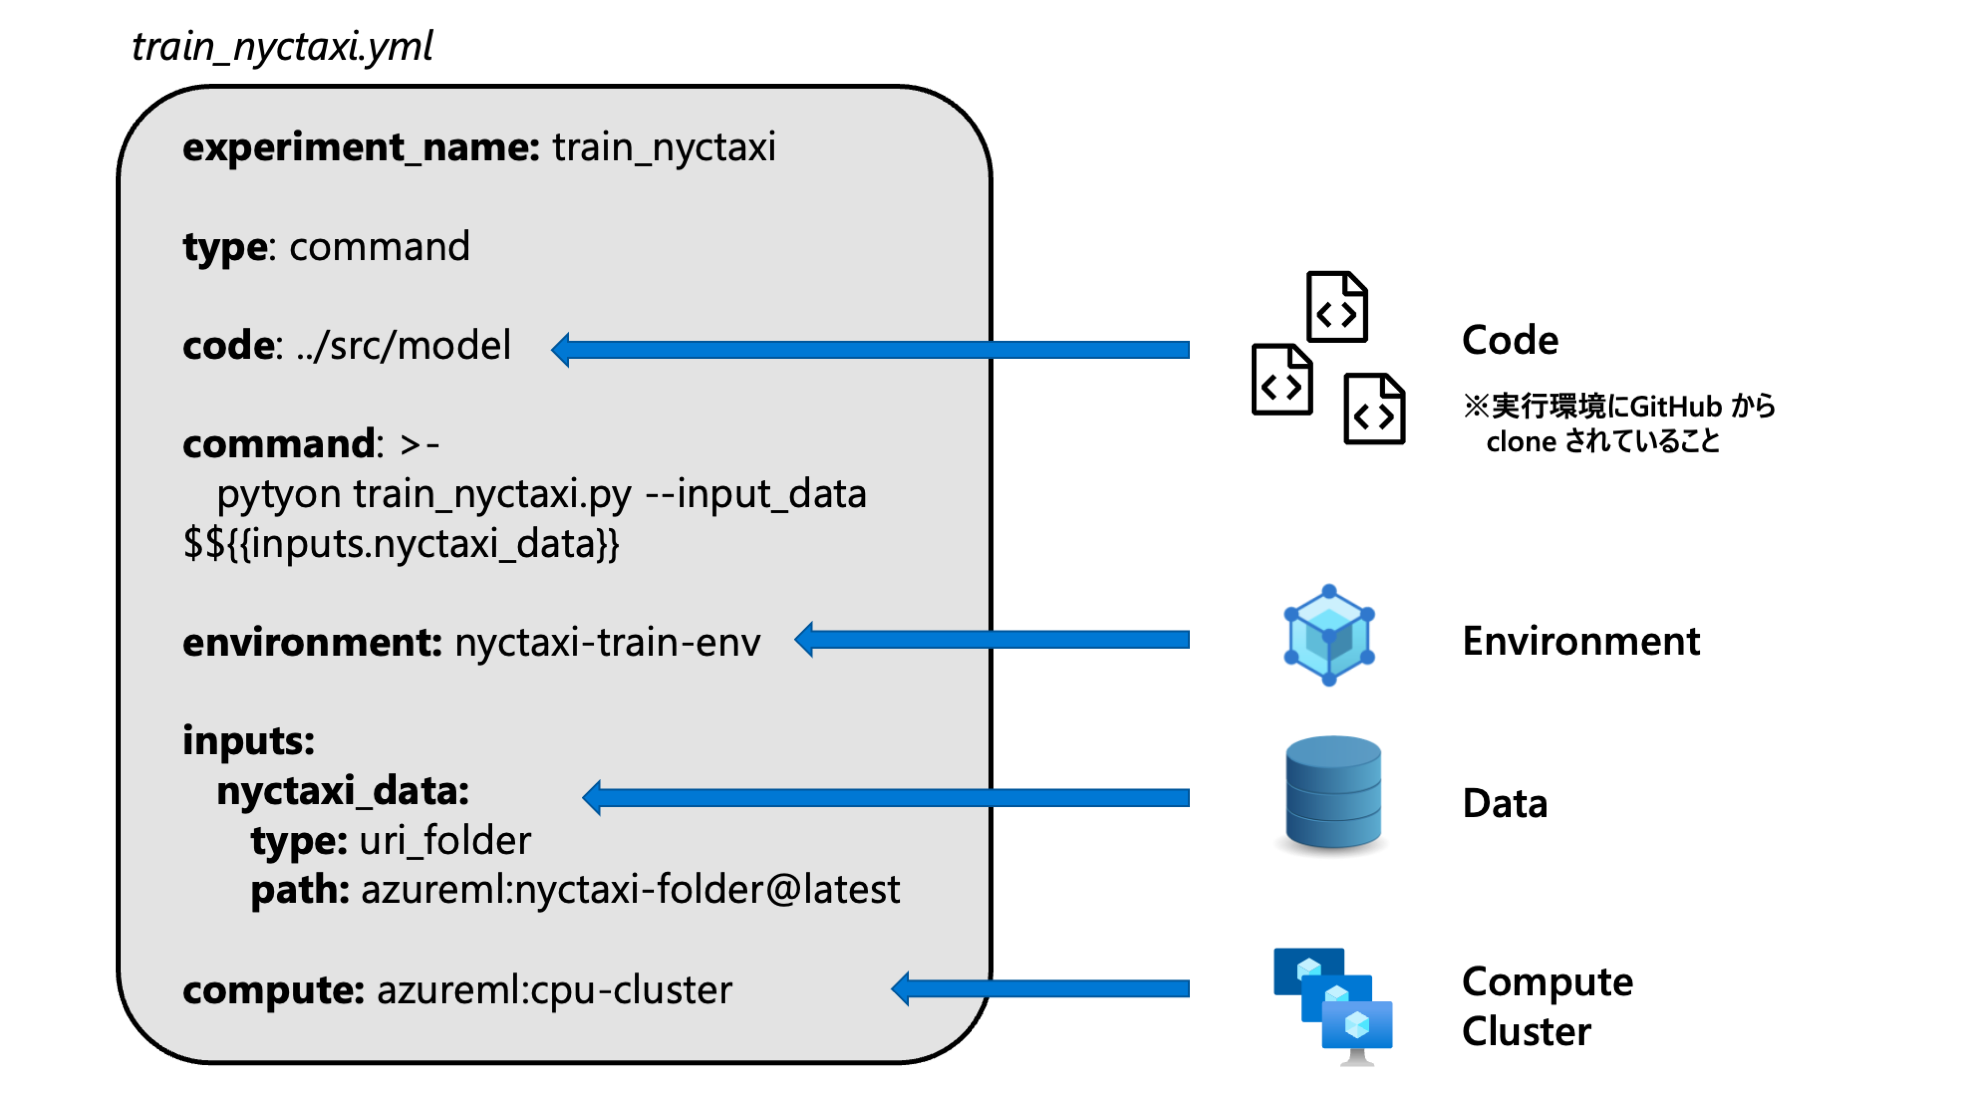 train_nyctaxi.yml
experiment_name: train_nyctaxi
type: command
code: ../src/model
command: >-
pytyon train_nyctaxi.py --input_data
$${{inputs.nyctaxi_data}}
environment: nyctaxi-train-env
inputs:
nyctaxi_data:
type: uri_folder
path: azureml:nyctaxi-folder@latest
compute: azureml:cpu-cluster
Code
※実行環境にGitHub から
clone されていること
Environment
Data
Compute
Cluster